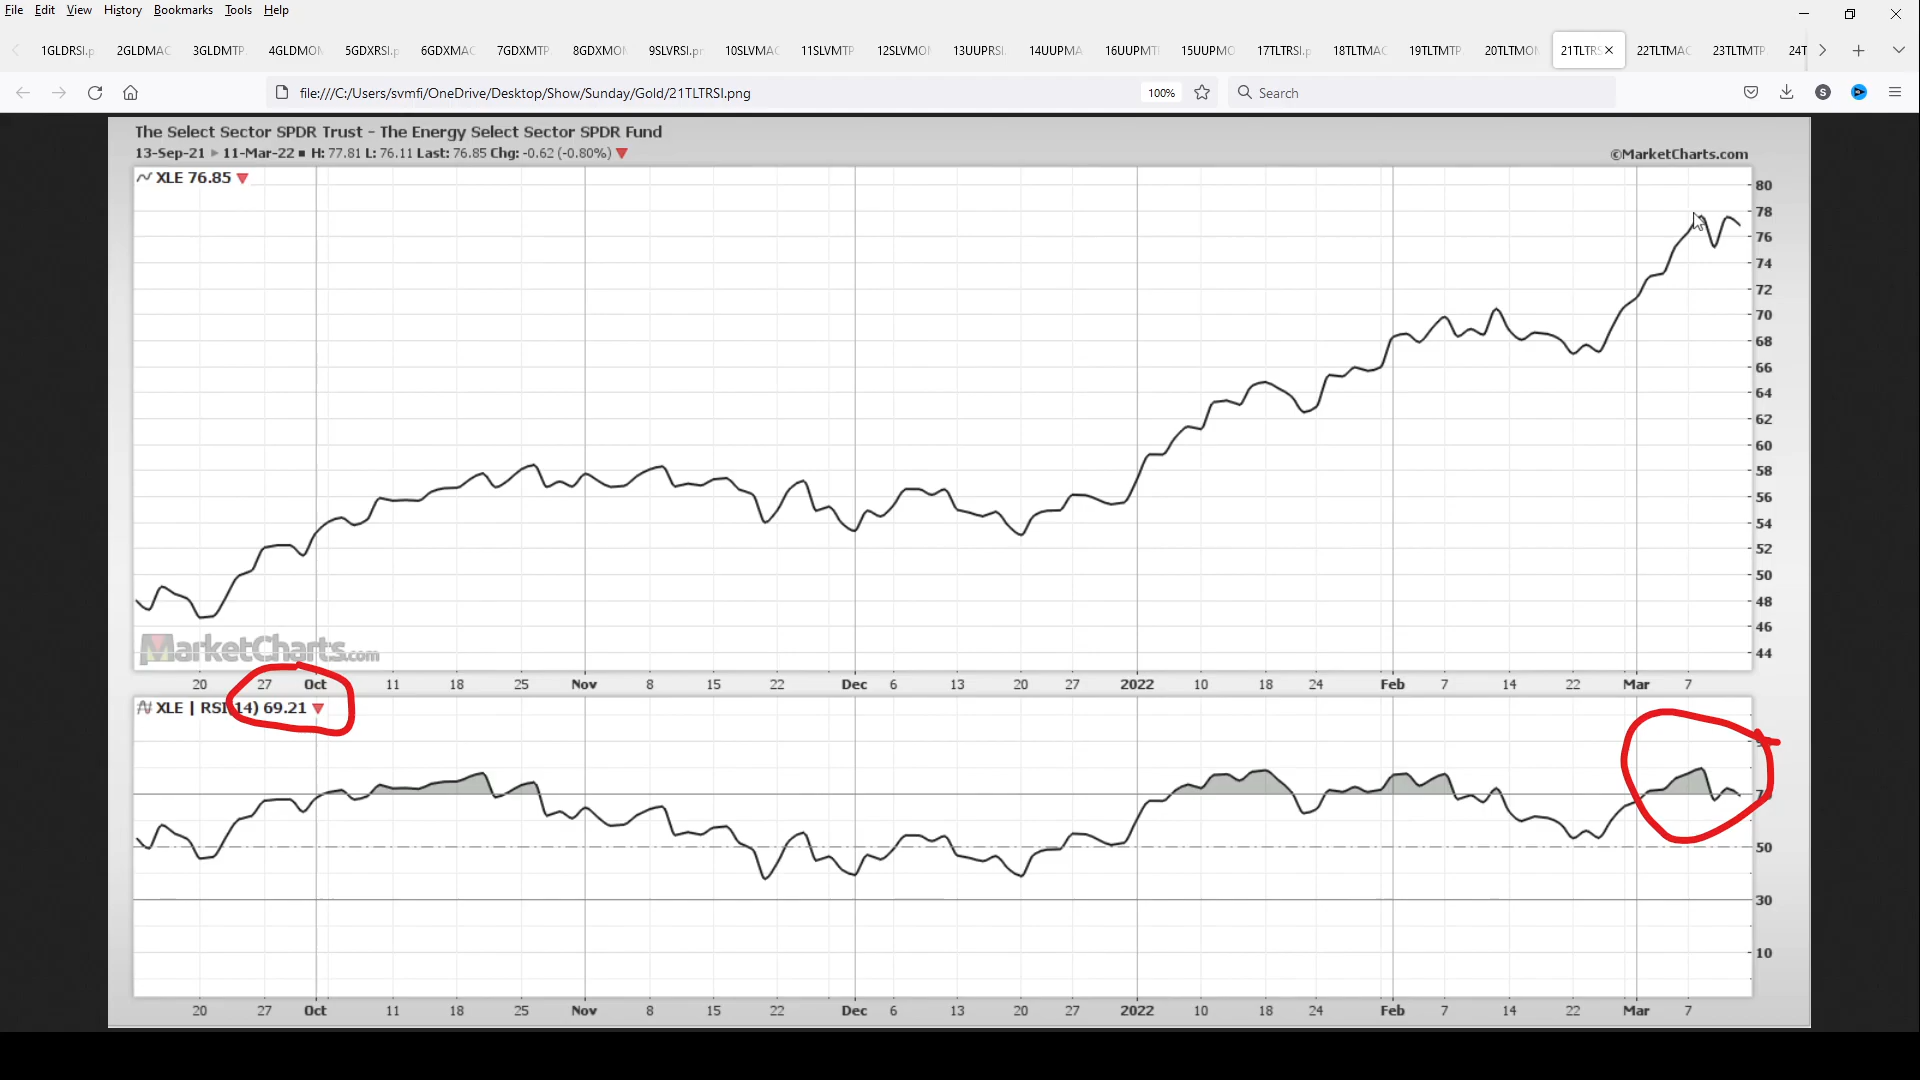 File Edit View History Bookmarks Tools Help
1GLDRSI.p 2GLDMAC 3GLDMTP. 4GLDMON 5GDXRSI.p 6GDXMAC 7GDXMTP 8GDXMON 9SLVRSI.pr 10SLVMAC 11SLVMTP 12SLVMOI 13UUPRSI. 14UUPMA 16UUPMTI 15UUPMO 17TLTRSI.p 18TLTMAC 19TLTMTP. 20TLTMOI 21TLTRS 22TLTMAC 23TLTMTP 24T
file:///C:/Users/svmfi/OneDrive/Desktop/Show/Sunday/Gold/21TLTRSI.png 100% Search S
The Select Sector SPDR Trust - The Energy Select Sector SPDR Fund
13-Sep-21 ▶ 11-Mar-22 ■ H: 77.81 L: 76.11 Last: 76.85 Chg: -0.62 (-0.80%) ▼ ©MarketCharts.com
XLE 76.85 ▼
80
78
76
74
72
70
68
66
64
62
60
58
56
54
52
50
48
46
44
MarketCharts.com
20 27 Oct 11 18 25 Nov 8 15 22 Dec 6 13 20 27 2022 10 18 24 Feb 7 14 22 Mar 7
XLE | RSI(14) 69.21 ▼
50
30
10
20 27 Oct 11 18 25 Nov 8 15 22 Dec 6 13 20 27 2022 10 18 24 Feb 7 14 22 Mar 7